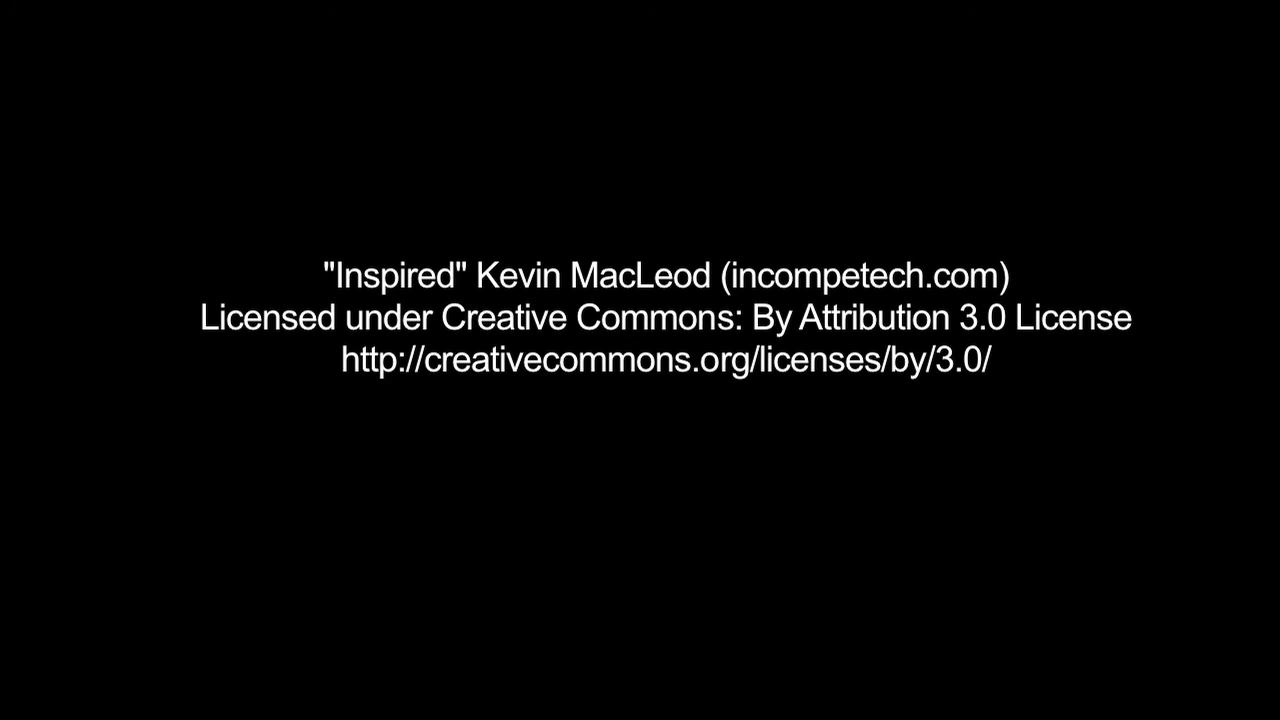 "Inspired" Kevin MacLeod (incompetech.com)
Licensed under Creative Commons: By Attribution 3.0 License
http://creativecommons.org/licenses/by/3.0/